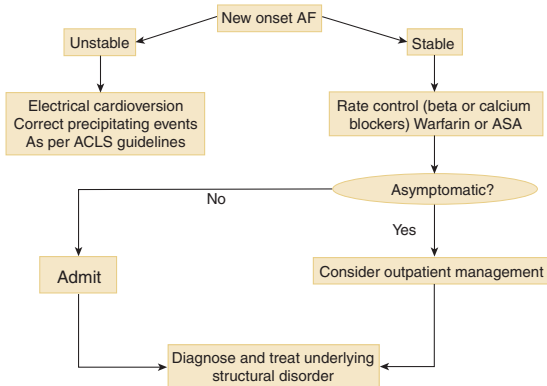 New onset AF
Unstable
Stable
Electrical cardioversion
Correct precipitating events
As per ACLS guidelines
Rate control (beta or calcium
blockers) Warfarin or ASA
Asymptomatic?
No
Yes
Admit
Consider outpatient management
Diagnose and treat underlying
structural disorder